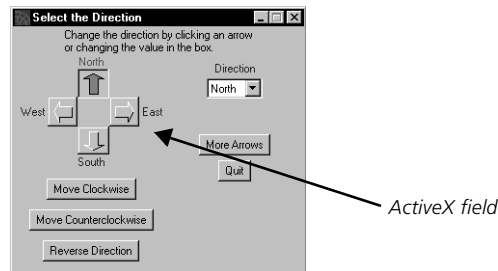 Select the Direction
Change the direction by clicking an arrow
or changing the value in the box.
North
Direction
North
West
East
South
More Arrows
Quit
Move Clockwise
Move Counterclockwise
Reverse Direction
ActiveX field